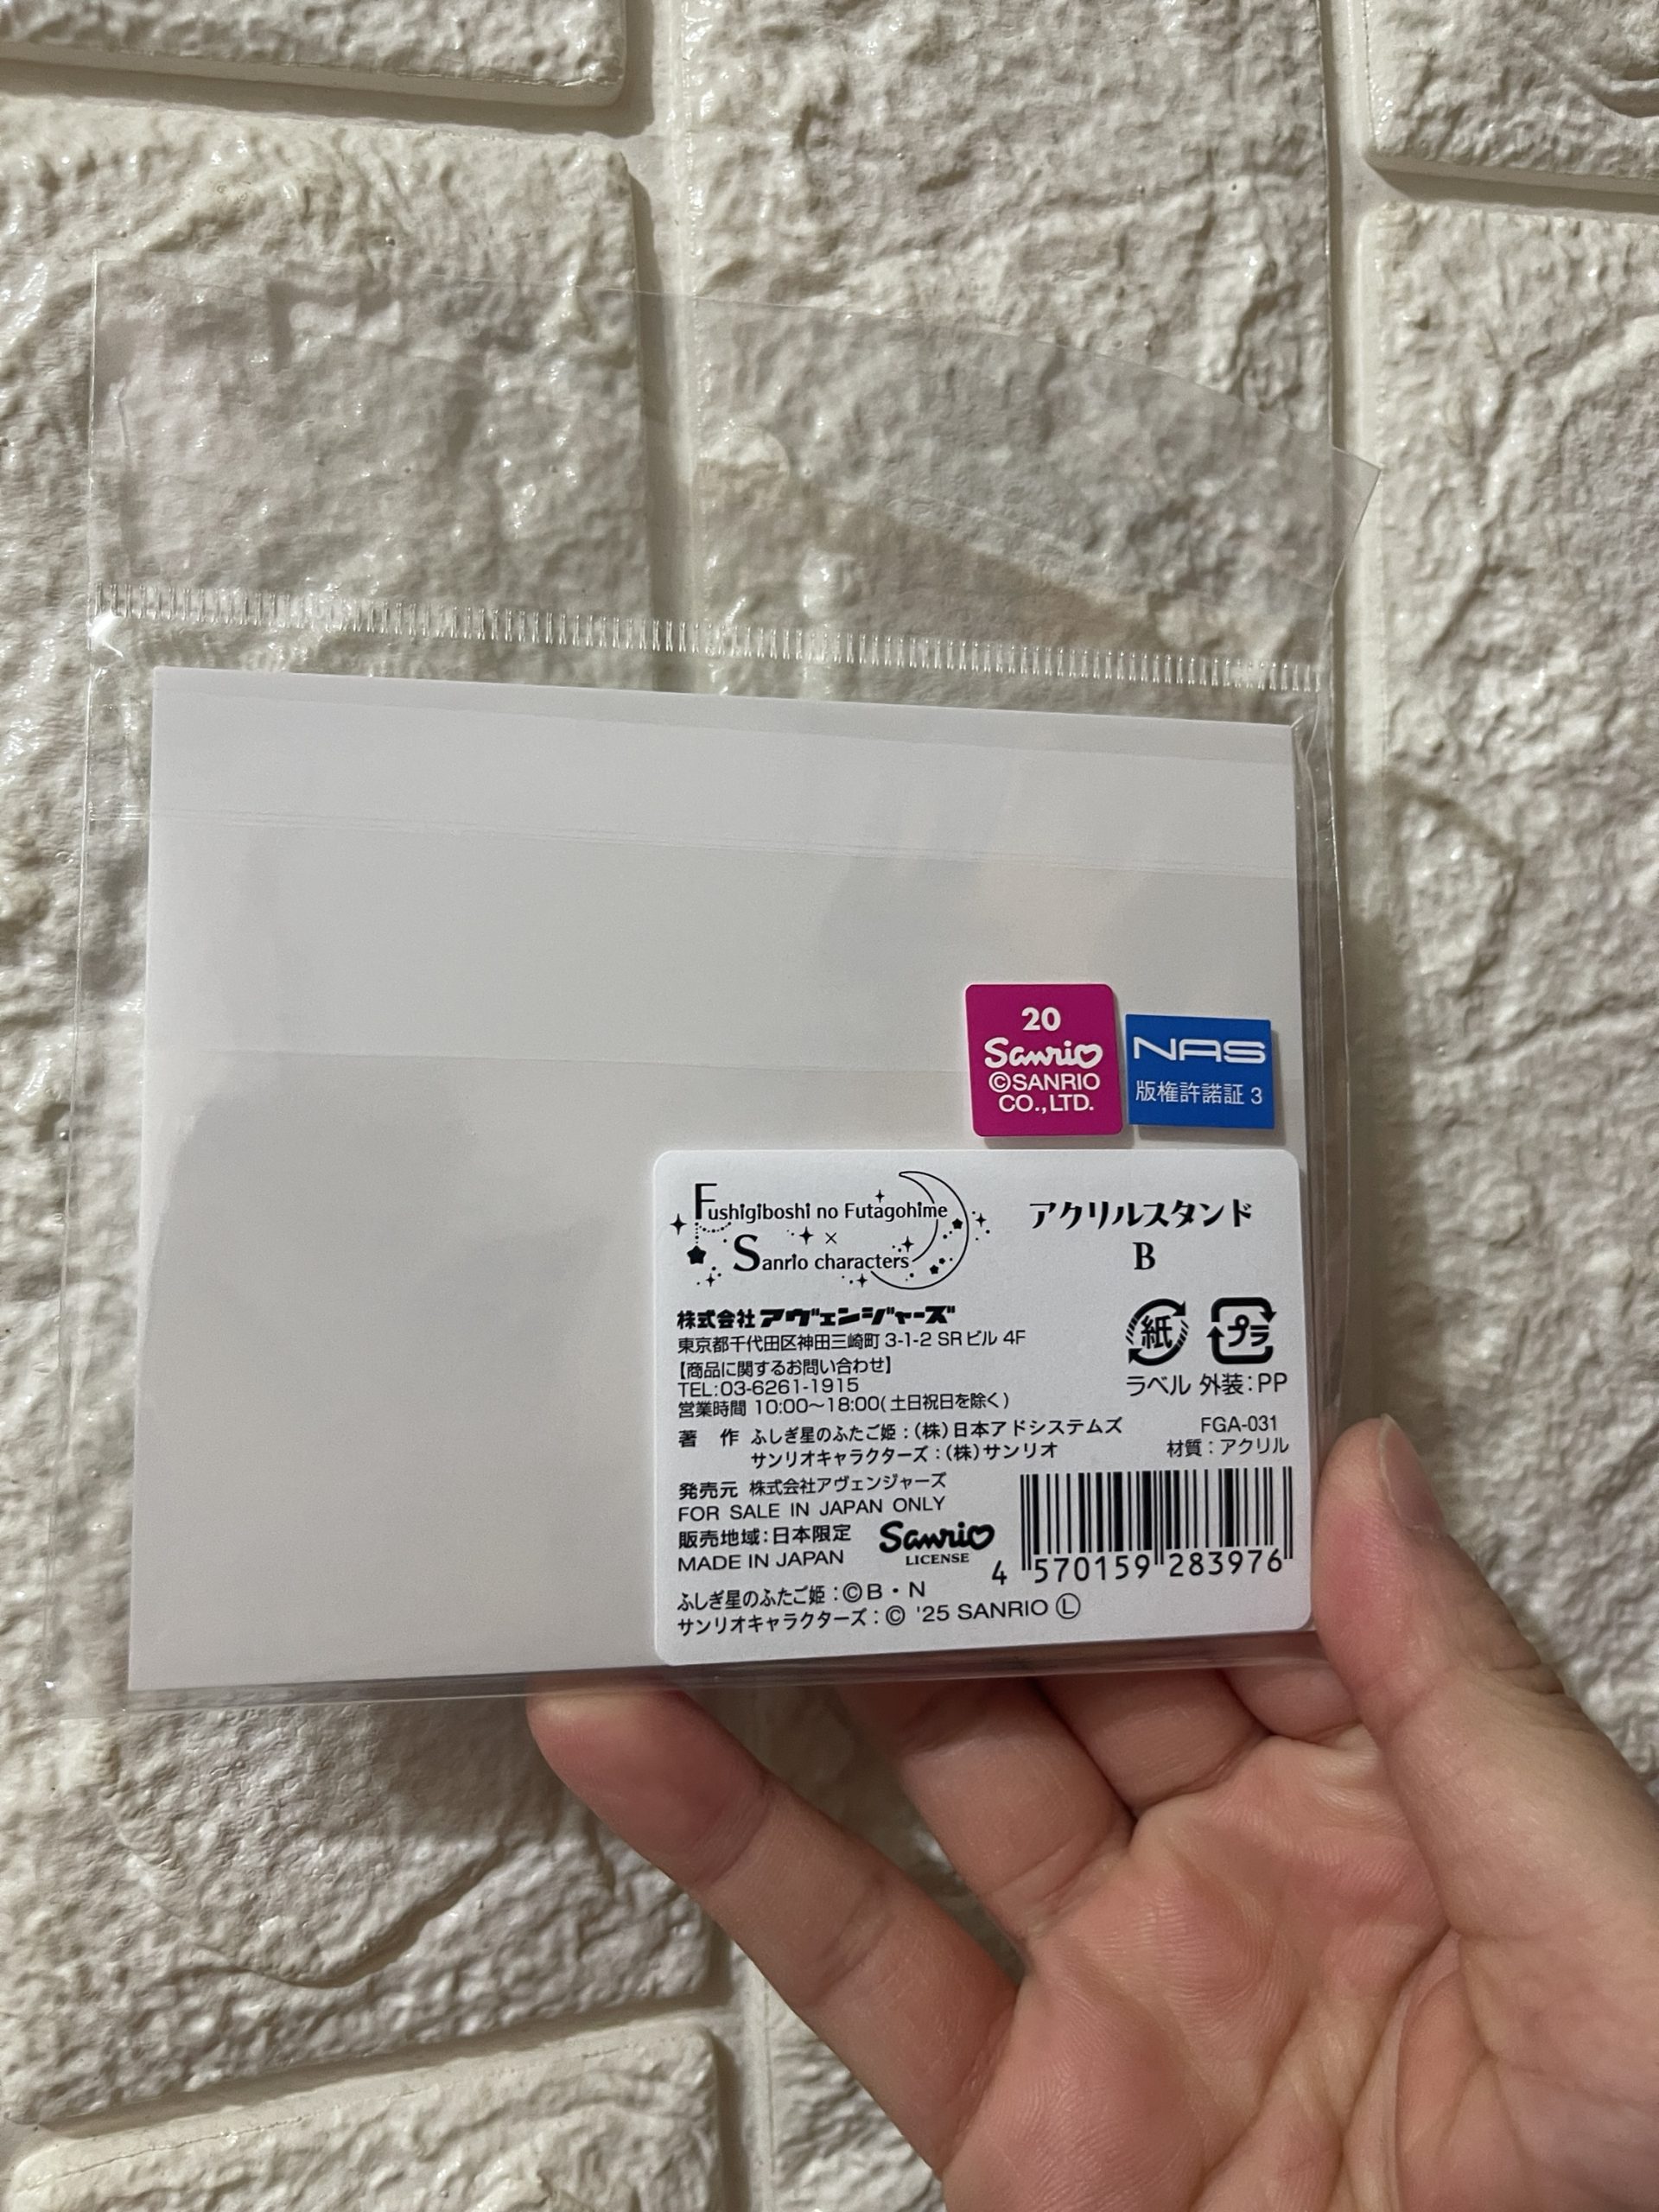 20
Sanrio
©SANRIO
CO.,LTD.
NAS
版権許諾証 3
Fushigiboshi no Futagohime
×
Sanrio characters
アクリルスタンド
B
株式会社アヴェンジャーズ
東京都千代田区神田三崎町 3-1-2 SRビル 4F
【商品に関するお問い合わせ】
TEL:03-6261-1915
営業時間 10:00〜18:00(土日祝日を除く)
紙 プラ
ラベル 外装:PP
著 作 ふしぎ星のふたご姫:(株)日本アドシステムズ
サンリオキャラクターズ:(株)サンリオ
FGA-031
材質:アクリル
発売元 株式会社アヴェンジャーズ
FOR SALE IN JAPAN ONLY
販売地域:日本限定
MADE IN JAPAN
Sanrio
LICENSE
4 570159 283976
ふしぎ星のふたご姫:©B・N
サンリオキャラクターズ:© '25 SANRIO Ⓛ